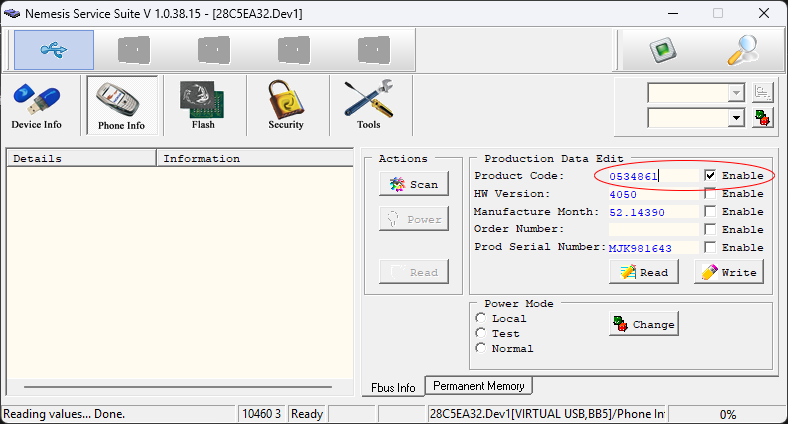 Nemesis Service Suite V 1.0.38.15 - [28C5EA32.Dev1]
Device Info
Phone Info
Flash
Security
Tools
Details
Information
Actions
Scan
Power
Read
Production Data Edit
Product Code: 0534861 Enable
HW Version: 4050 Enable
Manufacture Month: 52.14390 Enable
Order Number: Enable
Prod Serial Number: MJK981643 Enable
Read
Write
Power Mode
Local
Test
Normal
Change
Fbus Info
Permanent Memory
Reading values... Done.
10460 3
Ready
28C5EA32.Dev1[VIRTUAL USB,BB5]/Phone In
0%